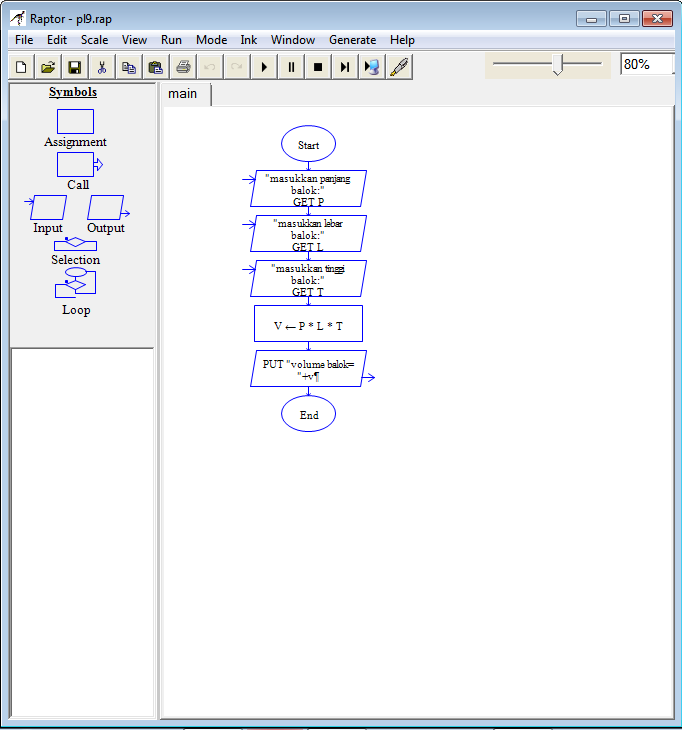 Raptor - pl9.rap
File Edit Scale View Run Mode Ink Window Generate Help
80%
Symbols
Assignment
Call
Input Output
Selection
Loop
main
Start
"masukkan panjang
balok:"
GET P
"masukkan lebar
balok:"
GET L
"masukkan tinggi
balok:"
GET T
V ← P * L * T
PUT "volume balok=
"+v¶
End